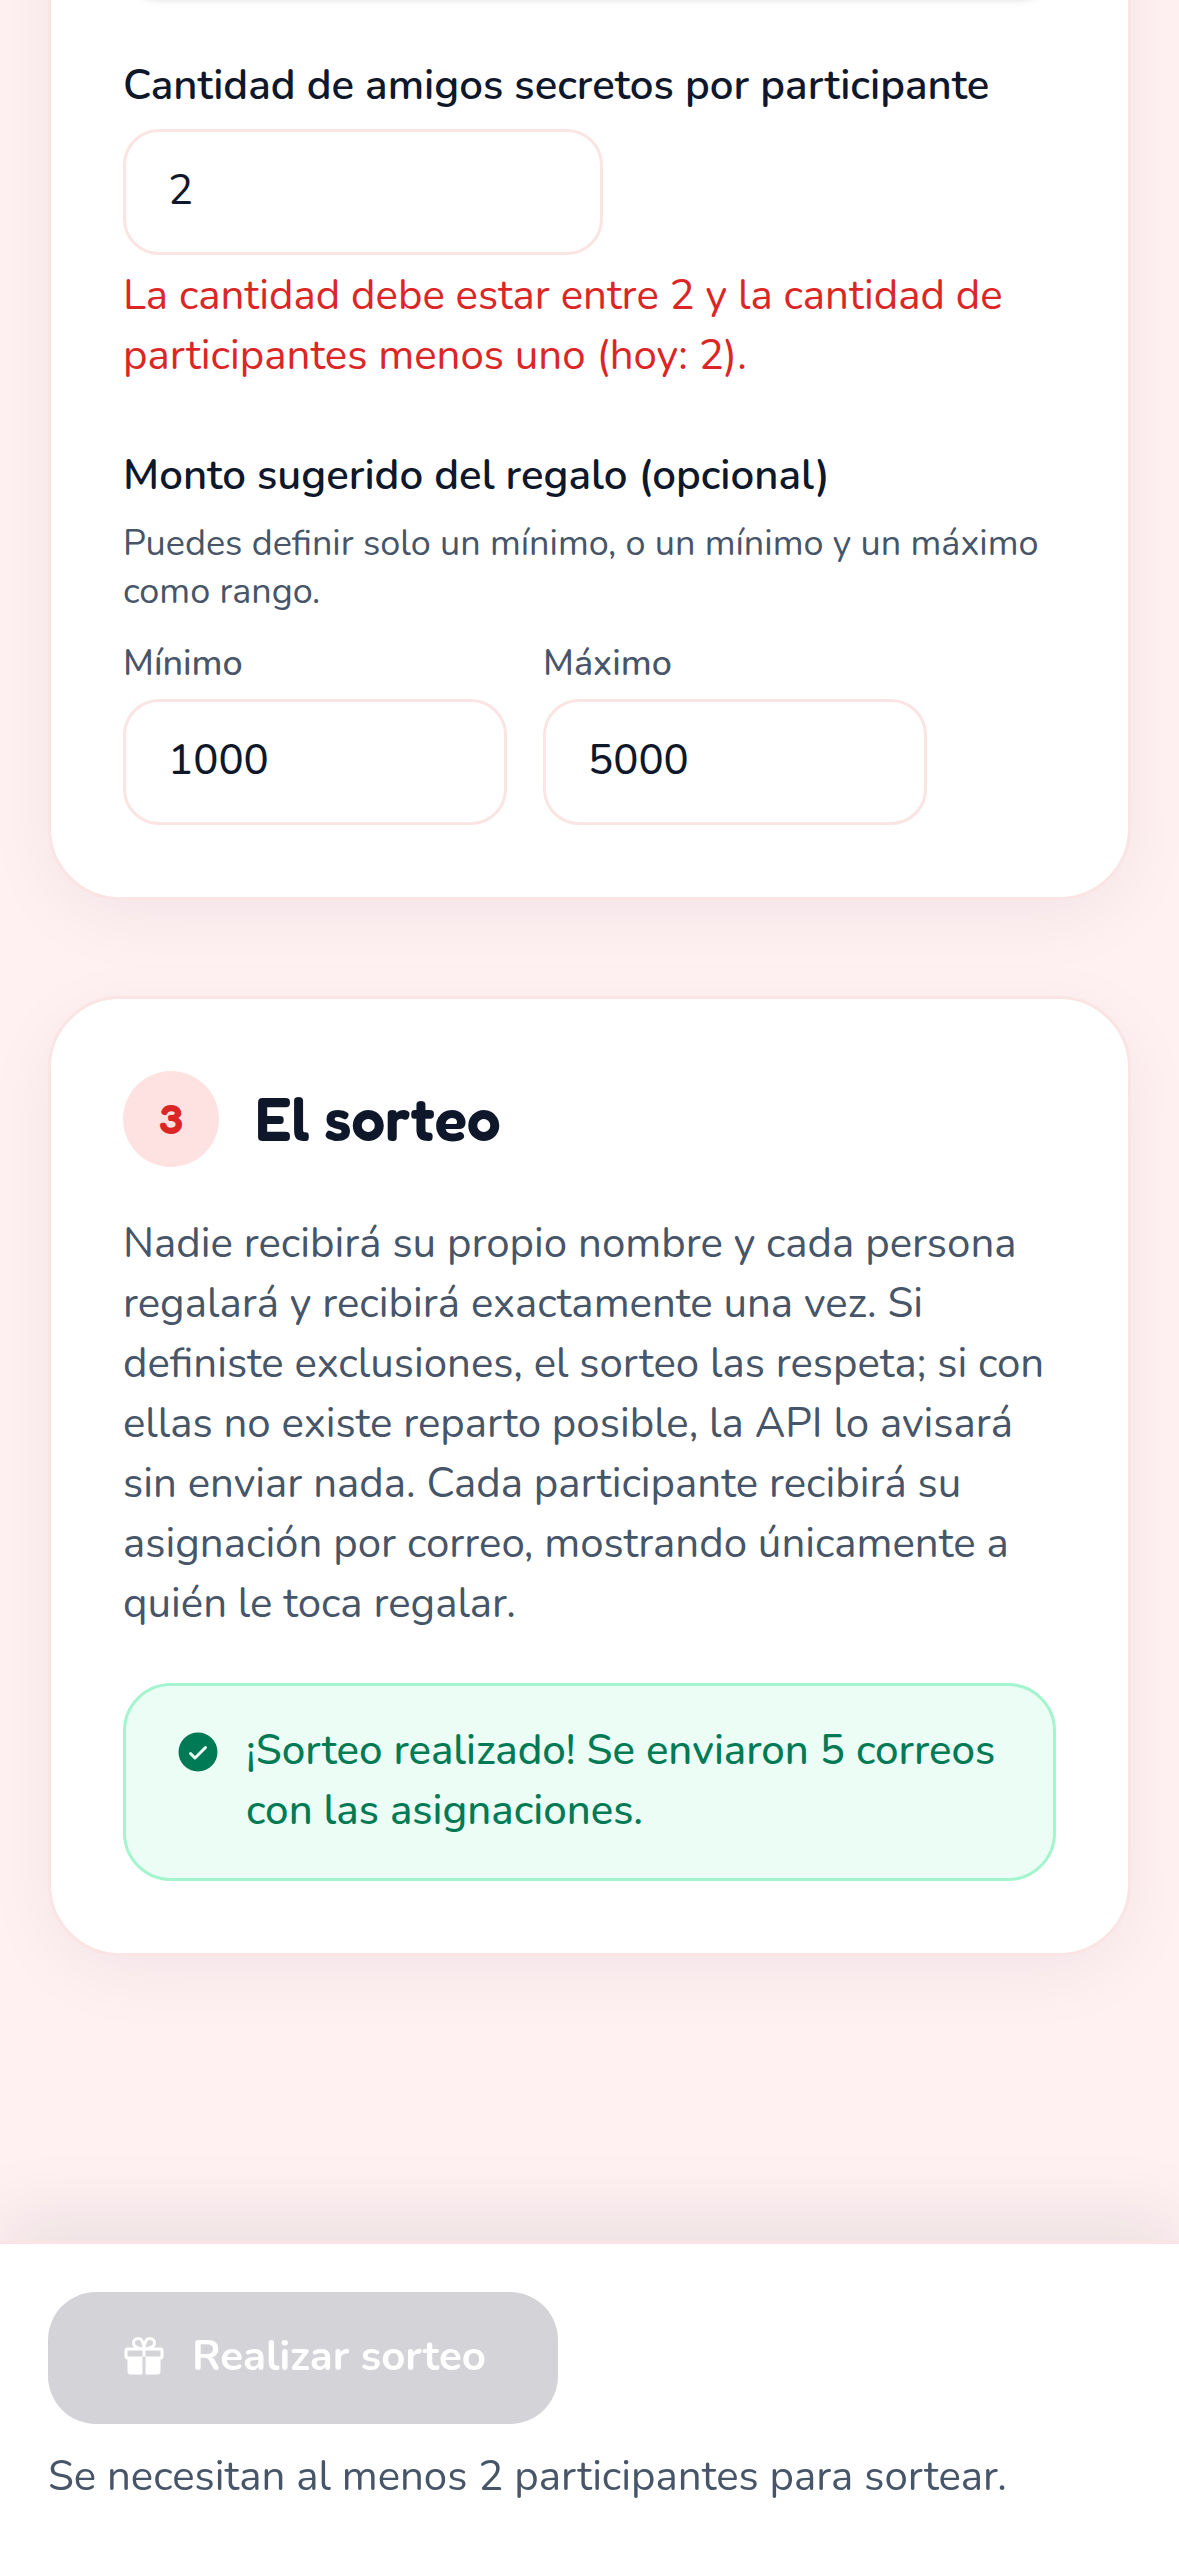 Cantidad de amigos secretos por participante
2
La cantidad debe estar entre 2 y la cantidad de
participantes menos uno (hoy: 2).
Monto sugerido del regalo (opcional)
Puedes definir solo un mínimo, o un mínimo y un máximo
como rango.
Mínimo
Máximo
1000
5000
3
El sorteo
Nadie recibirá su propio nombre y cada persona
regalará y recibirá exactamente una vez. Si
definiste exclusiones, el sorteo las respeta; si con
ellas no existe reparto posible, la API lo avisará
sin enviar nada. Cada participante recibirá su
asignación por correo, mostrando únicamente a
quién le toca regalar.
¡Sorteo realizado! Se enviaron 5 correos
con las asignaciones.
Realizar sorteo
Se necesitan al menos 2 participantes para sortear.